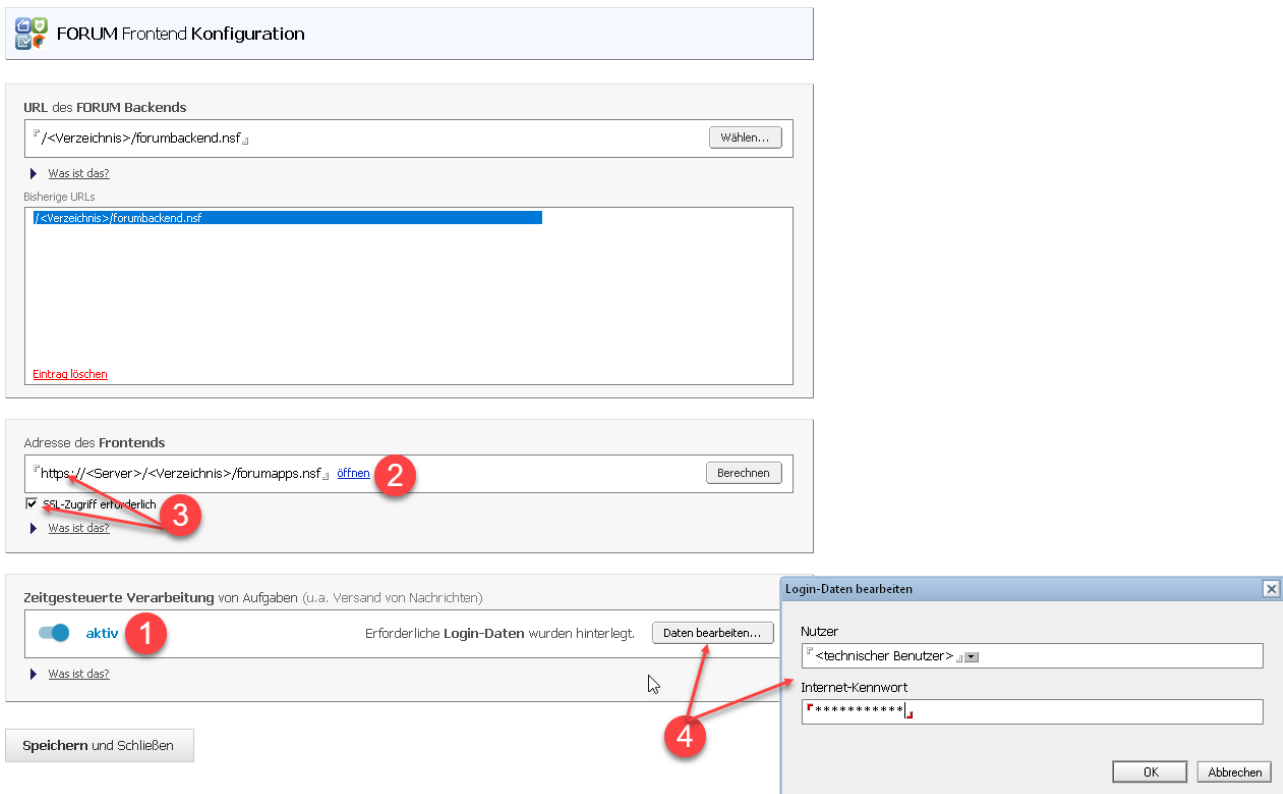 FORUM Frontend Konfiguration
URL des FORUM Backends
/<Verzeichnis>/forumbackend.nsf
Wählen...
Was ist das?
Bisherige URLs
/<Verzeichnis>/forumbackend.nsf
Eintrag löschen
Adresse des Frontends
https://<Server>/<Verzeichnis>/forumapps.nsf öffnen 2 Berechnen
SSL-Zugriff erforderlich 3
Was ist das?
Zeitgesteuerte Verarbeitung von Aufgaben (u.a. Versand von Nachrichten)
aktiv 1 Erforderliche Login-Daten wurden hinterlegt. Daten bearbeiten...
Was ist das?
4
Speichern und Schließen
Login-Daten bearbeiten
Nutzer
<technischer Benutzer>
Internet-Kennwort
***********
OK Abbrechen